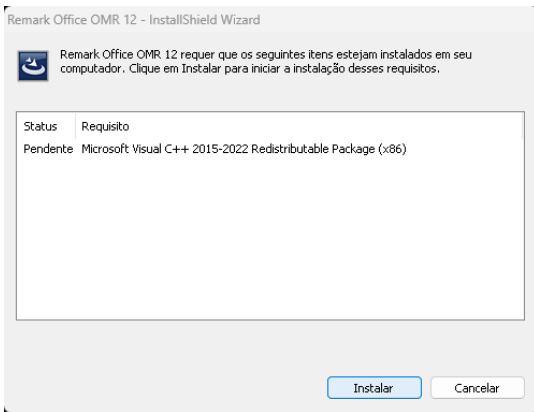 Remark Office OMR 12 - InstallShield Wizard
Remark Office OMR 12 requer que os seguintes itens estejam instalados em seu
computador. Clique em Instalar para iniciar a instalação desses requisitos.
Status Requisito
Pendente Microsoft Visual C++ 2015-2022 Redistributable Package (x86)
Instalar Cancelar